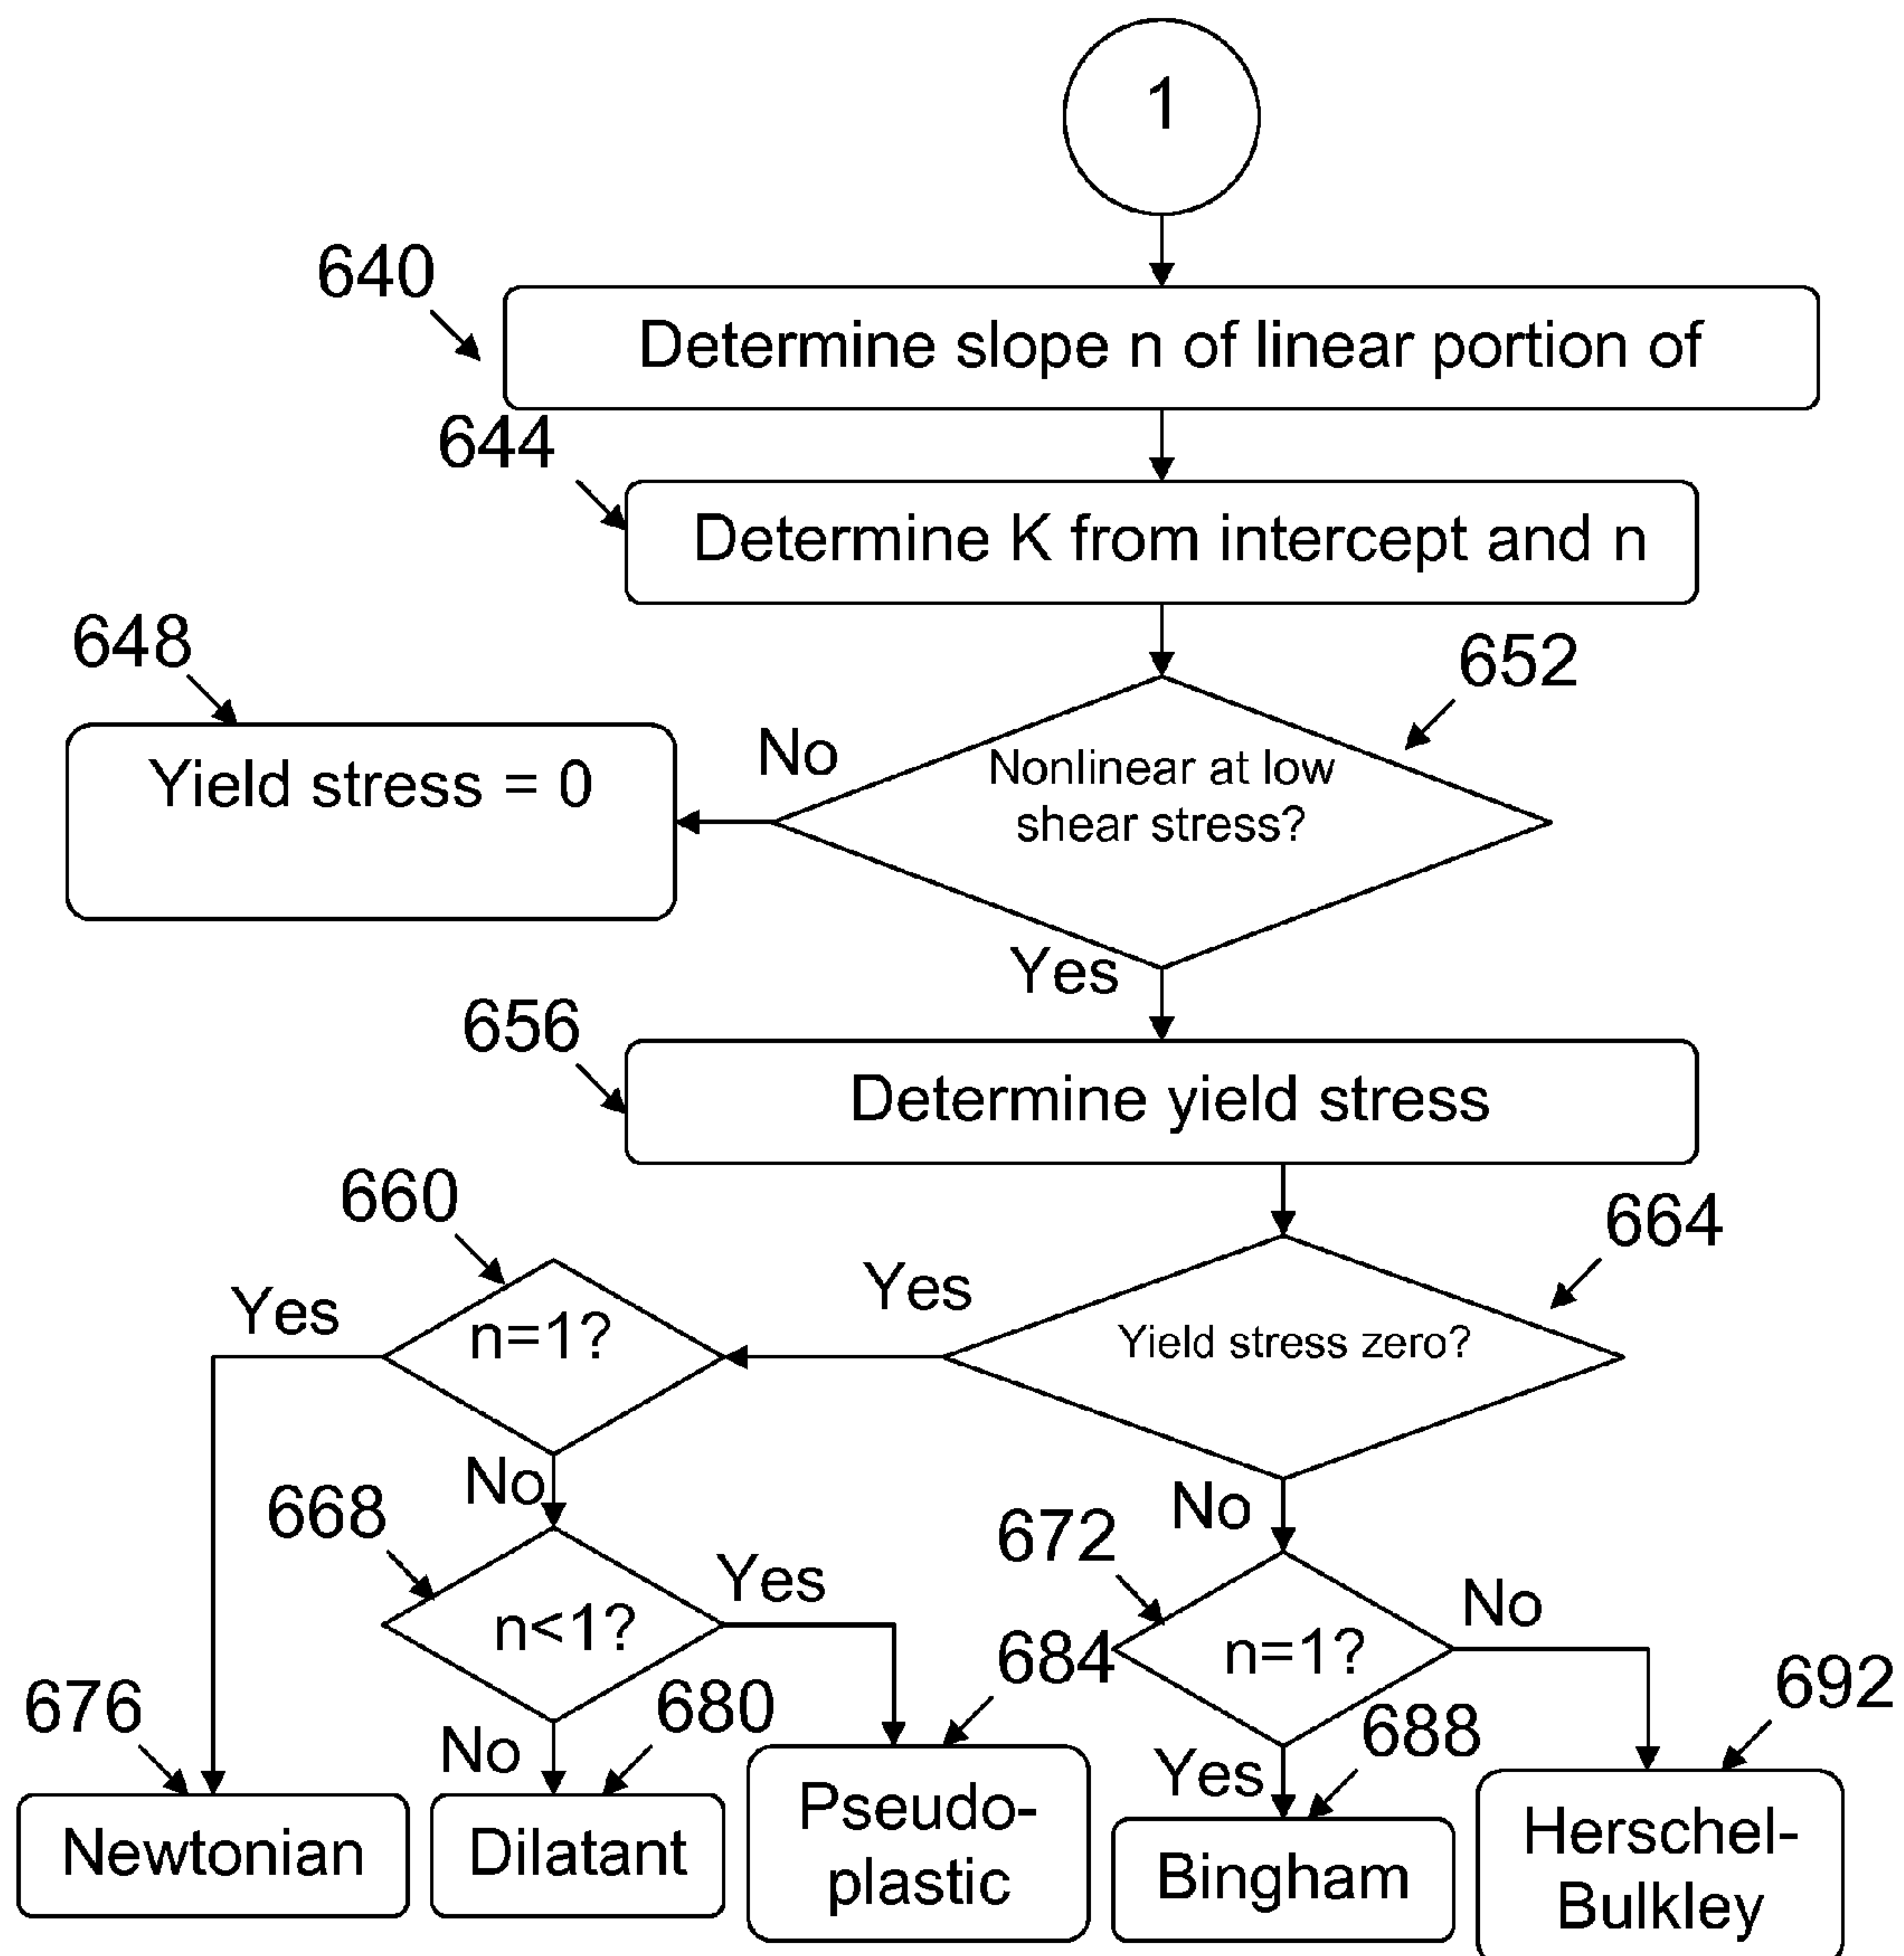 1
640
Determine slope n of linear portion of
644
Determine K from intercept and n
648
652
Yield stress = 0
No
Nonlinear at low
shear stress?
Yes
656
Determine yield stress
660
664
Yes
n=1?
Yes
Yield stress zero?
No
668
No
672
n<1?
Yes
684
n=1?
No
676
No
680
Yes
688
692
Newtonian
Dilatant
Pseudo-
plastic
Bingham
Herschel-
Bulkley